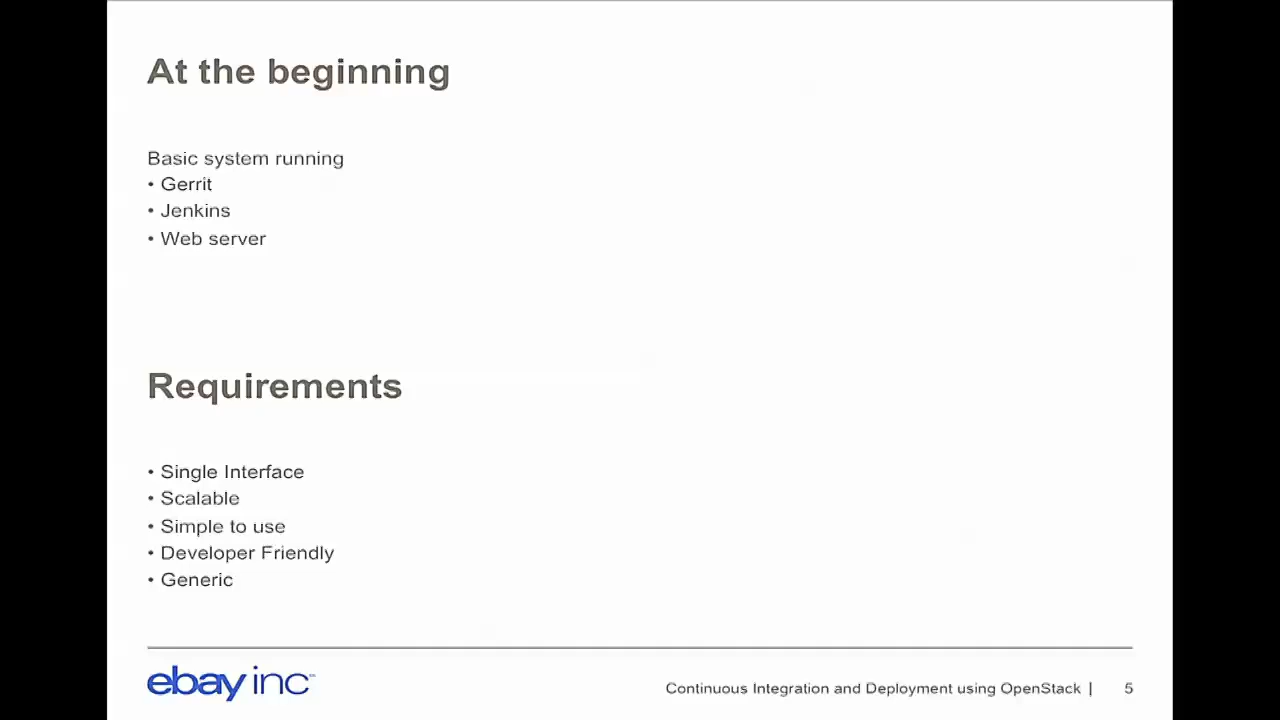 At the beginning
Basic system running
• Gerrit
• Jenkins
• Web server
Requirements
• Single Interface
• Scalable
• Simple to use
• Developer Friendly
• Generic
ebay inc
Continuous Integration and Deployment using OpenStack | 5